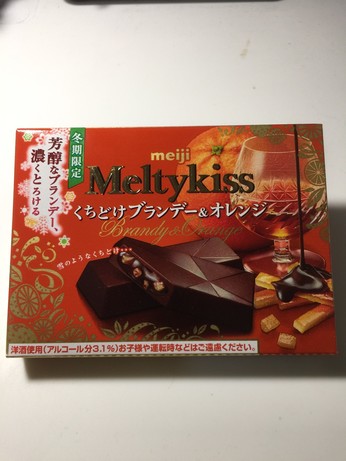 冬期限定
芳醇なブランデー、
濃くとろける
meiji
Meltykiss
くちどけブランデー&オレンジ
Brandy & Orange
雪のようなくちどけ・・・
洋酒使用(アルコール分3.1%)お子様や運転時などはご遠慮ください。